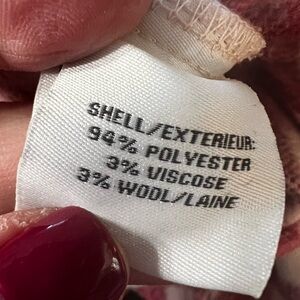 SHELL/EXTERIEUR:
94% POLYESTER
3% VISCOSE
3% WOOL/LAINE